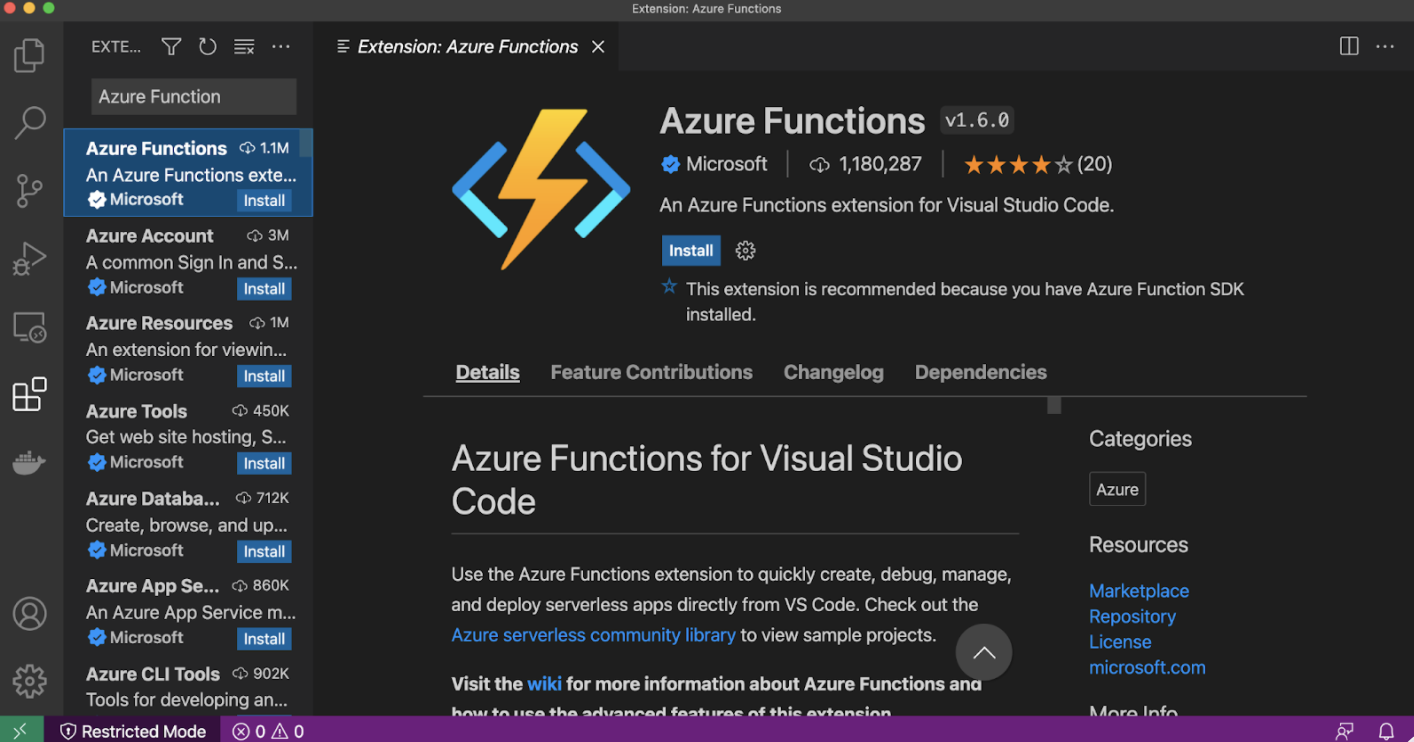 Extension: Azure Functions
EXTE...
Azure Function
Azure Functions 1.1M
An Azure Functions exte...
Microsoft Install
Azure Account 3M
A common Sign In and S...
Microsoft Install
Azure Resources 1M
An extension for viewin...
Microsoft Install
Azure Tools 450K
Get web site hosting, S...
Microsoft Install
Azure Databa... 712K
Create, browse, and up...
Microsoft Install
Azure App Se... 860K
An Azure App Service m...
Microsoft Install
Azure CLI Tools 902K
Tools for developing an...
Extension: Azure Functions
Azure Functions v1.6.0
Microsoft 1,180,287 (20)
An Azure Functions extension for Visual Studio Code.
Install
This extension is recommended because you have Azure Function SDK
installed.
Details Feature Contributions Changelog Dependencies
Azure Functions for Visual Studio
Code
Use the Azure Functions extension to quickly create, debug, manage,
and deploy serverless apps directly from VS Code. Check out the
Azure serverless community library to view sample projects.
Visit the wiki for more information about Azure Functions and
how to use the advanced features of this extension.
Categories
Azure
Resources
Marketplace
Repository
License
microsoft.com
More Info
Restricted Mode 0 0